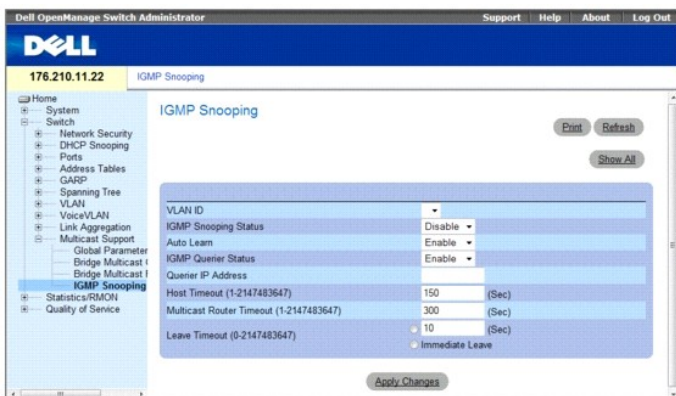 Dell OpenManage Switch Administrator
Support Help About Log Out
DELL
176.210.11.22
IGMP Snooping
Home
System
Switch
Network Security
DHCP Snooping
Ports
Address Tables
GARP
Spanning Tree
VLAN
VoiceVLAN
Link Aggregation
Multicast Support
Global Parameter
Bridge Multicast
Bridge Multicast
IGMP Snooping
Statistics/RMON
Quality of Service
IGMP Snooping
Print Refresh
Show All
VLAN ID
IGMP Snooping Status Disable
Auto Learn Enable
IGMP Querier Status Enable
Querier IP Address
Host Timeout (1-2147483647) 150 (Sec)
Multicast Router Timeout (1-2147483647) 300 (Sec)
Leave Timeout (0-2147483647) 10 (Sec)
Immediate Leave
Apply Changes